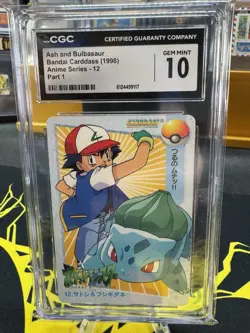 CGC
CERTIFIED GUARANTY COMPANY
Ash and Bulbasaur
Bandai Carddass (1998)
Anime Series - 12
Part 1
GEM MINT
10
つるのムチッ!!
12.サトシ&フシギダネ